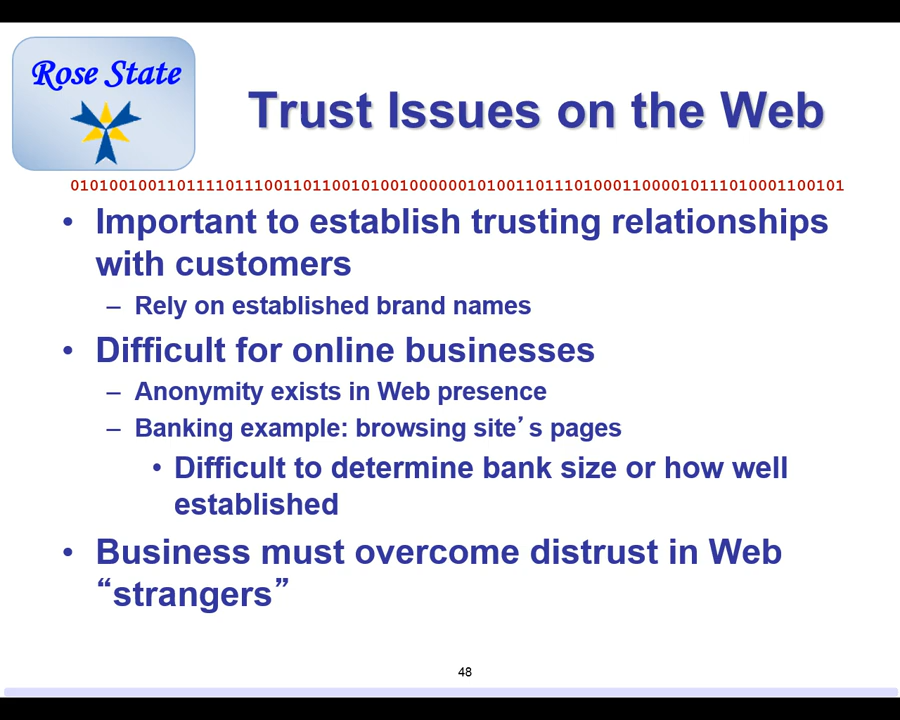 Rose State
Trust Issues on the Web
01010010011011110111001101100101001000000101001101110100011000010111010001100101
• Important to establish trusting relationships
with customers
– Rely on established brand names
• Difficult for online businesses
– Anonymity exists in Web presence
– Banking example: browsing site’s pages
• Difficult to determine bank size or how well
established
• Business must overcome distrust in Web
“strangers”
48